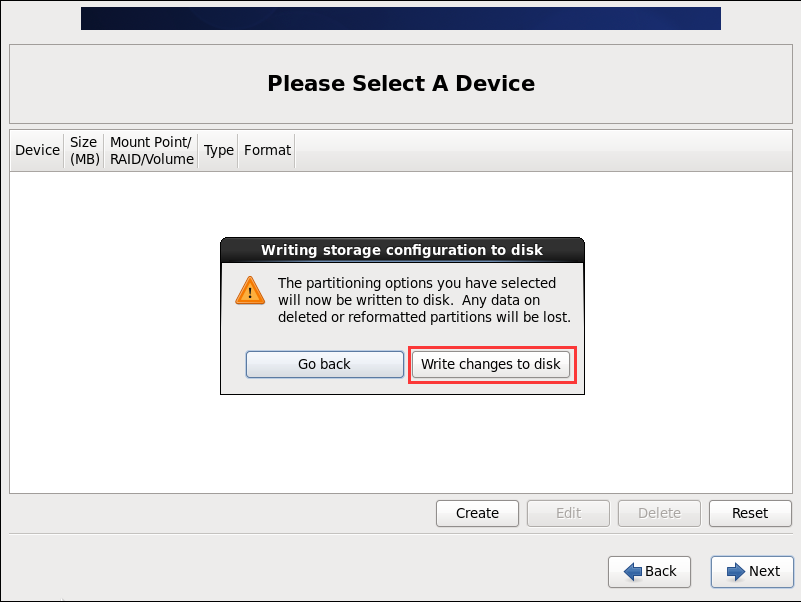 Please Select A Device
Device
Size
(MB)
Mount Point/
RAID/Volume
Type
Format
Writing storage configuration to disk
The partitioning options you have selected
will now be written to disk.  Any data on
deleted or reformatted partitions will be lost.
Go back
Write changes to disk
Create
Edit
Delete
Reset
Back
Next